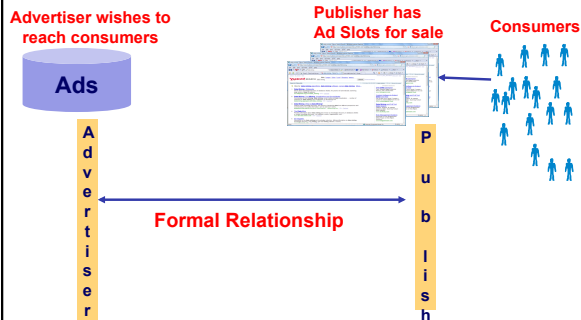 Advertiser wishes to
reach consumers
Publisher has
Ad Slots for sale
Consumers
Ads
A
d
v
e
r
t
i
s
e
r
P
u
b
l
i
s
h
Formal Relationship